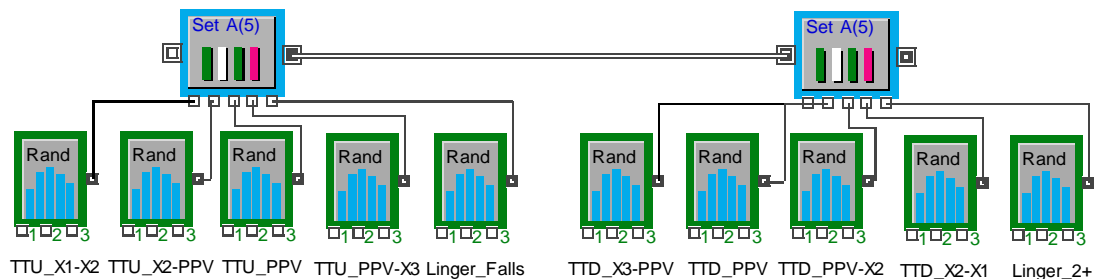 Set A(5) Set A(5)
Rand Rand Rand Rand Rand Rand Rand Rand Rand Rand
1 2 3 1 2 3 1 2 3 1 2 3 1 2 3 1 2 3 1 2 3 1 2 3 1 2 3 1 2 3
TTU_X1-X2 TTU_X2-PPV TTU_PPV TTU_PPV-X3 Linger_Falls TTD_X3-PPV TTD_PPV TTD_PPV-X2 TTD_X2-X1 Linger_2+